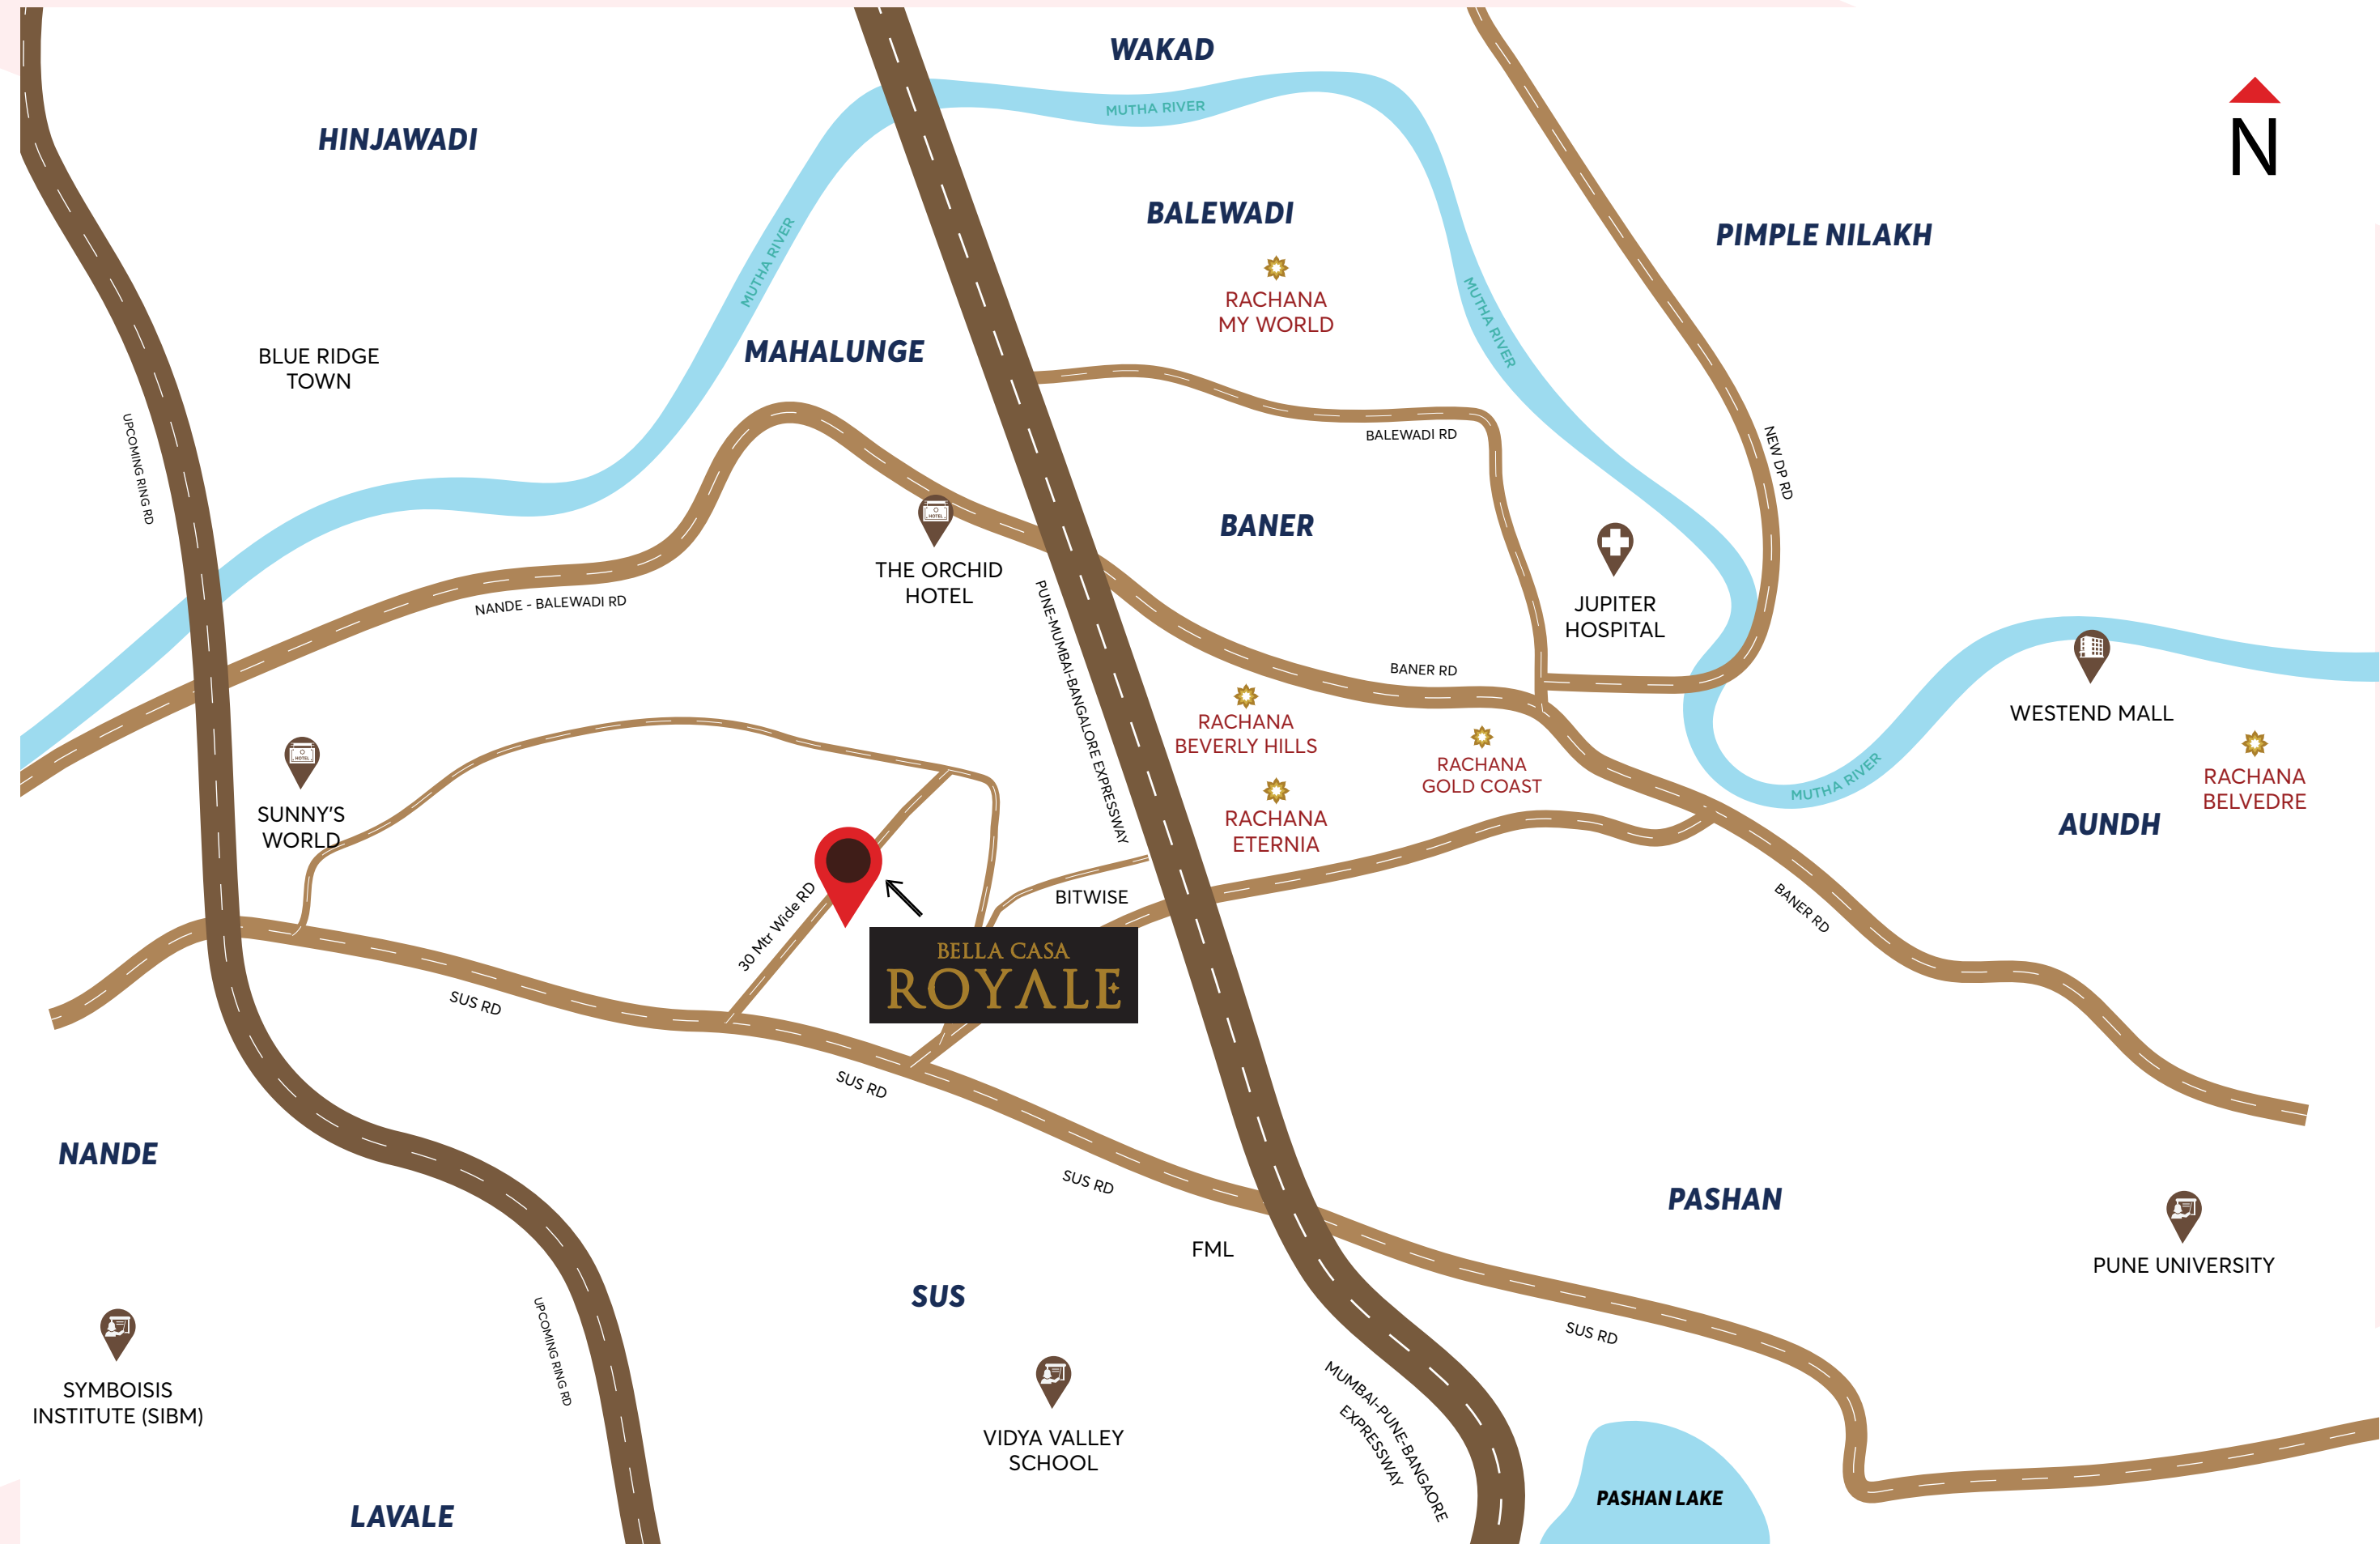 WAKAD
MUTHA RIVER
N
HINJAWADI
BALEWADI
PIMPLE NILAKH
MUTHA RIVER
RACHANA
MY WORLD
MUTHA RIVER
MAHALUNGE
BLUE RIDGE
TOWN
BALEWADI RD
NEW DP RD
UPCOMING RING RD
HOTEL
BANER
THE ORCHID
HOTEL
NANDE - BALEWADI RD
JUPITER
HOSPITAL
PUNE-MUMBAI-BANGALORE EXPRESSWAY
BANER RD
WESTEND MALL
RACHANA
BEVERLY HILLS
RACHANA
GOLD COAST
HOTEL
SUNNY'S
WORLD
RACHANA
ETERNIA
MUTHA RIVER
RACHANA
BELVEDRE
AUNDH
BITWISE
BANER RD
30 Mtr Wide RD
BELLA CASA
ROYALE
SUS RD
SUS RD
NANDE
SUS RD
PASHAN
FML
PUNE UNIVERSITY
SUS
SUS RD
UPCOMING RING RD
SYMBOISIS
INSTITUTE (SIBM)
VIDYA VALLEY
SCHOOL
MUMBAI-PUNE-BANGAORE
EXPRESSWAY
PASHAN LAKE
LAVALE